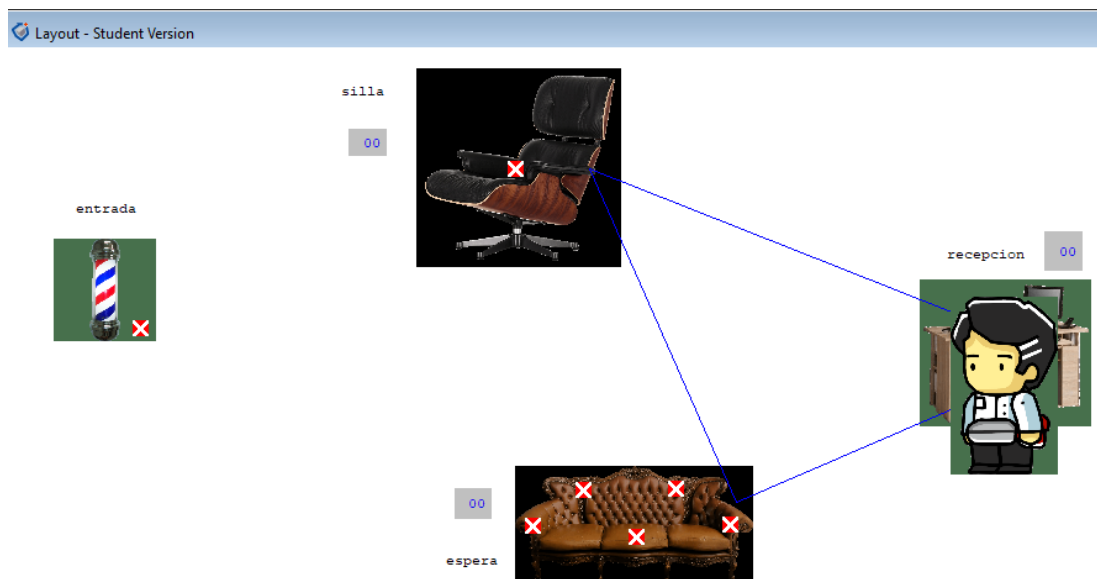 Layout - Student Version
silla
00
entrada
recepcion 00
00
espera